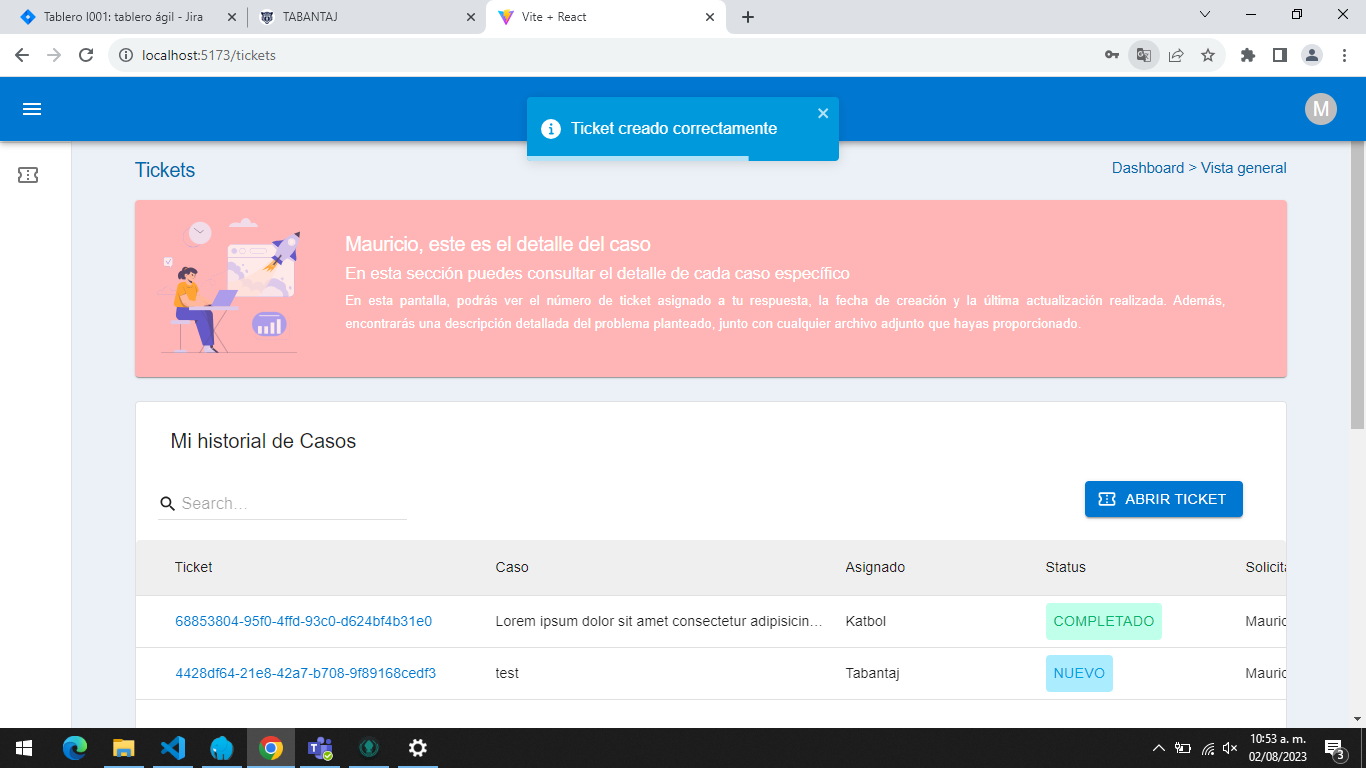 Tablero I001: tablero ágil - Jira
TABANTAJ
Vite + React
localhost:5173/tickets
M
Ticket creado correctamente
Tickets
Dashboard > Vista general
Mauricio, este es el detalle del caso
En esta sección puedes consultar el detalle de cada caso específico
En esta pantalla, podrás ver el número de ticket asignado a tu respuesta, la fecha de creación y la última actualización realizada. Además,
encontrarás una descripción detallada del problema planteado, junto con cualquier archivo adjunto que hayas proporcionado.
Mi historial de Casos
Search...
ABRIR TICKET
Ticket Caso Asignado Status Solicita
68853804-95f0-4ffd-93c0-d624bf4b31e0 Lorem ipsum dolor sit amet consectetur adipisicin... Katbol COMPLETADO Mauric
4428df64-21e8-42a7-b708-9f89168cedf3 test Tabantaj NUEVO Mauric
10:53 a. m.
02/08/2023
3